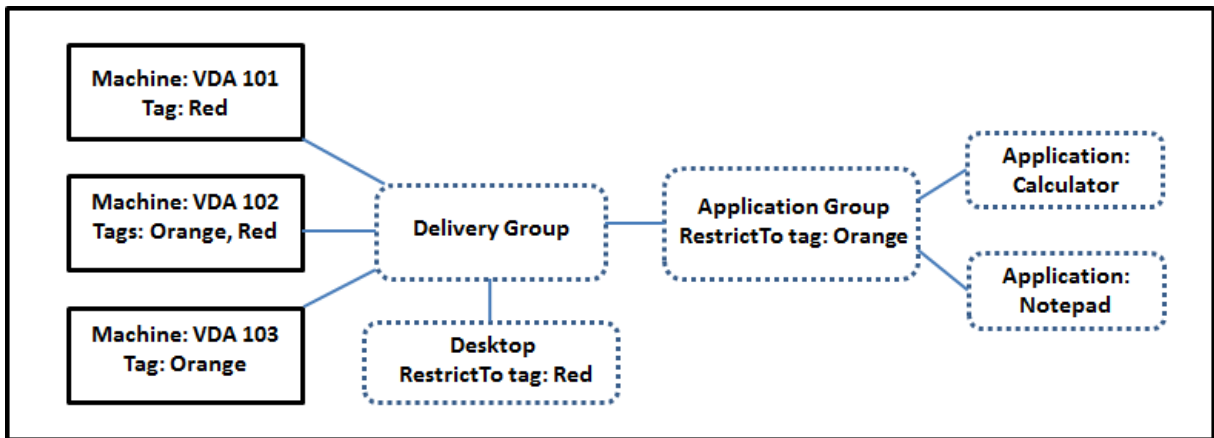 Machine: VDA 101
Tag: Red
Machine: VDA 102
Tags: Orange, Red
Machine: VDA 103
Tag: Orange
Delivery Group
Desktop
RestrictTo tag: Red
Application Group
RestrictTo tag: Orange
Application:
Calculator
Application:
Notepad